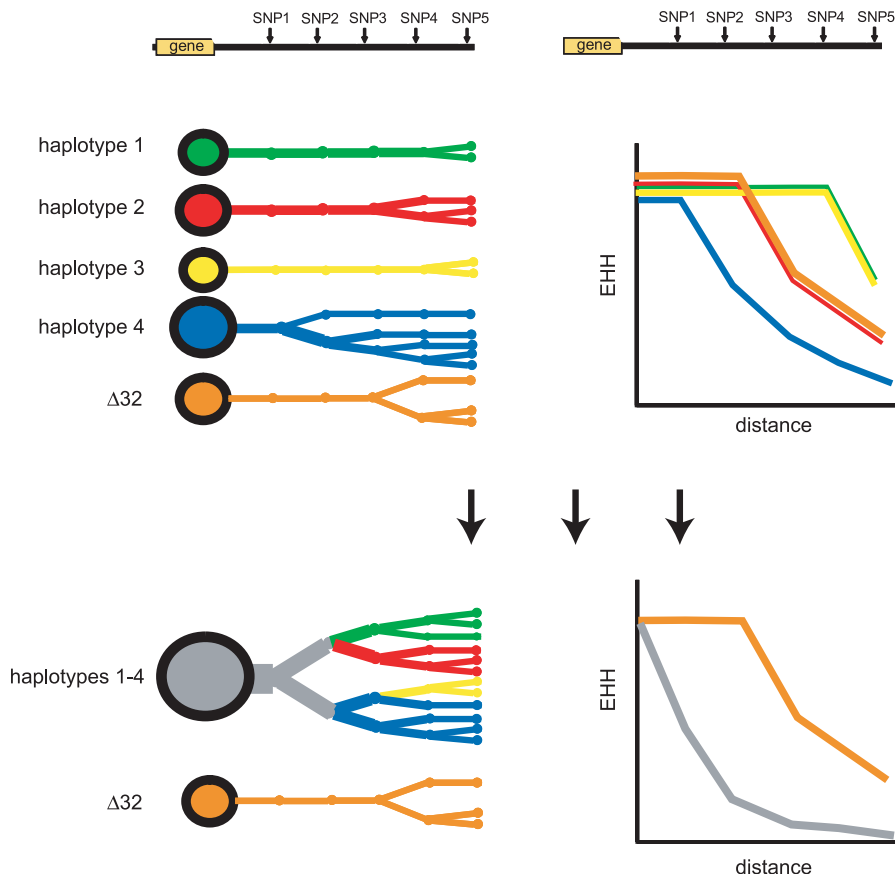 SNP1 SNP2 SNP3 SNP4 SNP5
gene
SNP1 SNP2 SNP3 SNP4 SNP5
gene
haplotype 1
haplotype 2
haplotype 3
haplotype 4
Δ32
EHH
distance
haplotypes 1-4
Δ32
EHH
distance